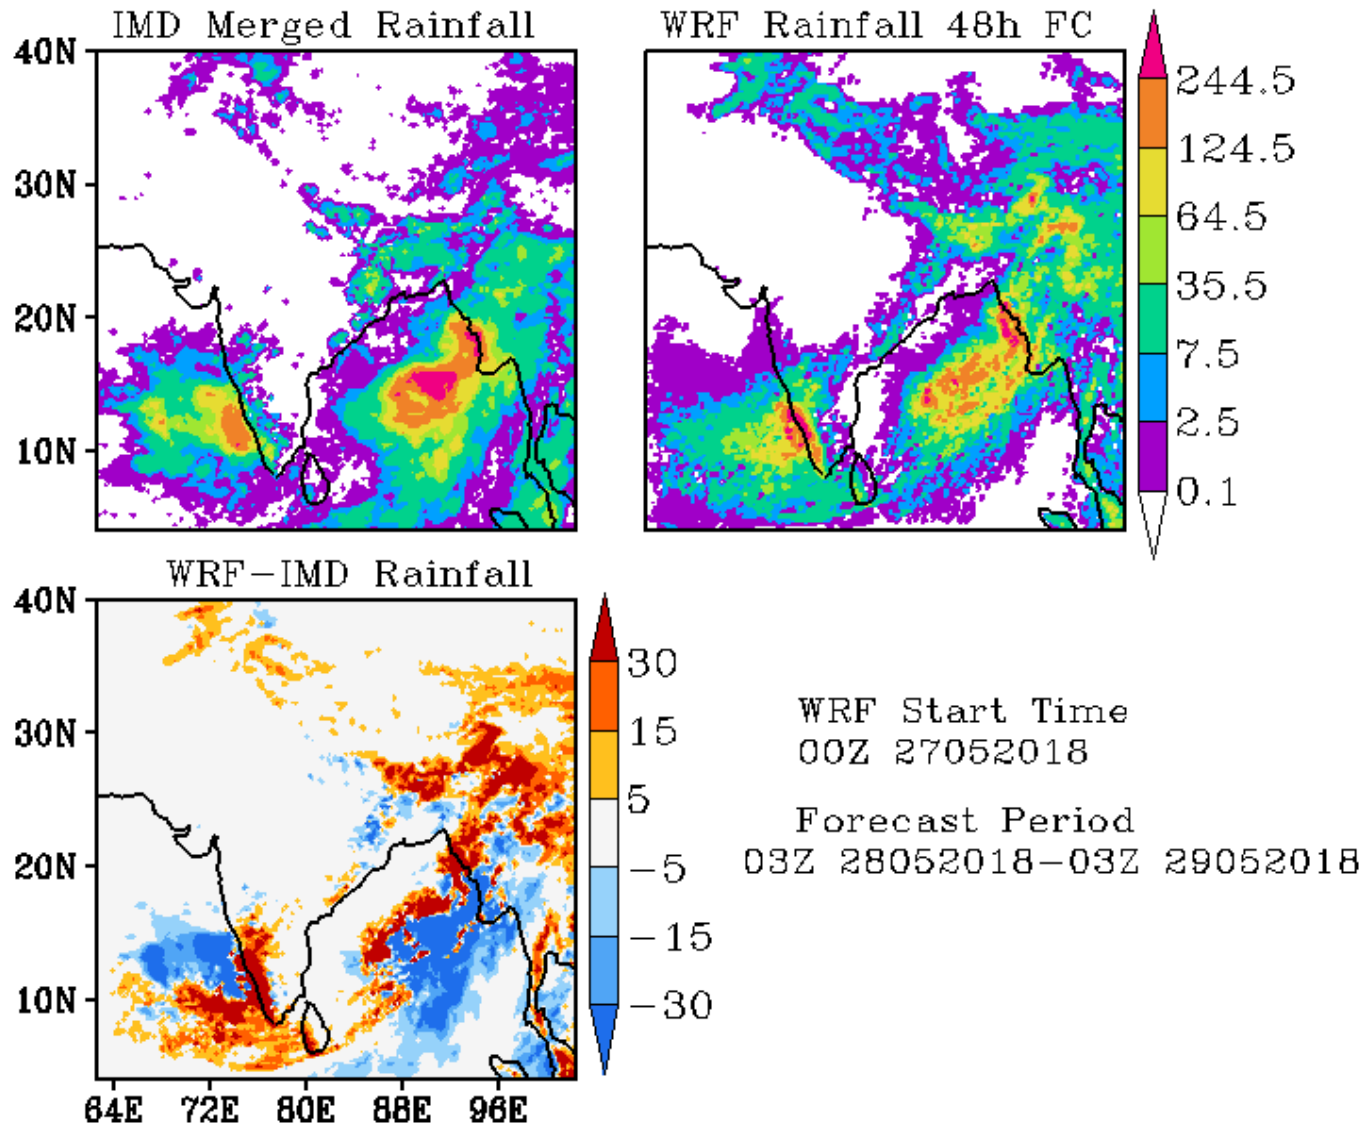 IMD Merged Rainfall
WRF Rainfall 48h FC
40N
30N
20N
10N
244.5
124.5
64.5
35.5
7.5
2.5
0.1
WRF-IMD Rainfall
40N
30N
20N
10N
64E 72E 80E 88E 96E
30
15
5
-5
-15
-30
WRF Start Time
00Z 27052018
Forecast Period
03Z 28052018-03Z 29052018